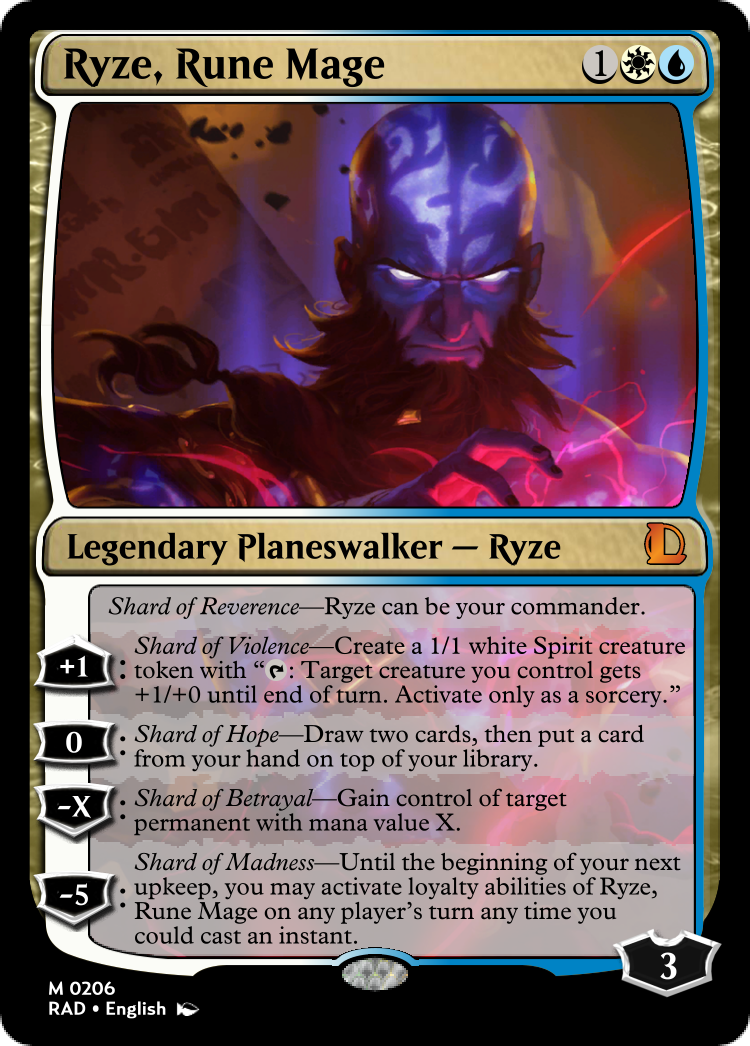 Ryze, Rune Mage 1
Legendary Planeswalker — Ryze
Shard of Reverence—Ryze can be your commander.
+1: Shard of Violence—Create a 1/1 white Spirit creature
token with “: Target creature you control gets
+1/+0 until end of turn. Activate only as a sorcery.”
0: Shard of Hope—Draw two cards, then put a card
from your hand on top of your library.
–X: Shard of Betrayal—Gain control of target
permanent with mana value X.
–5: Shard of Madness—Until the beginning of your next
upkeep, you may activate loyalty abilities of Ryze,
Rune Mage on any player’s turn any time you
could cast an instant.
3
M 0206
RAD • English